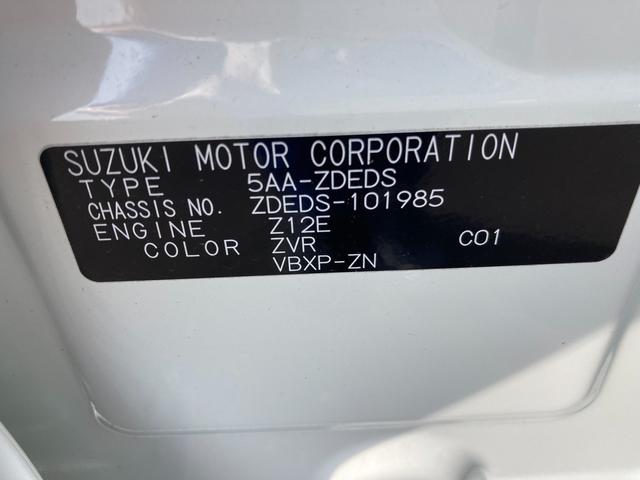 SUZUKI MOTOR CORPORATION
TYPE 5AA-ZDEDS
CHASSIS NO. ZDEDS-101985
ENGINE Z12E
COLOR ZVR C01
VBXP-ZN